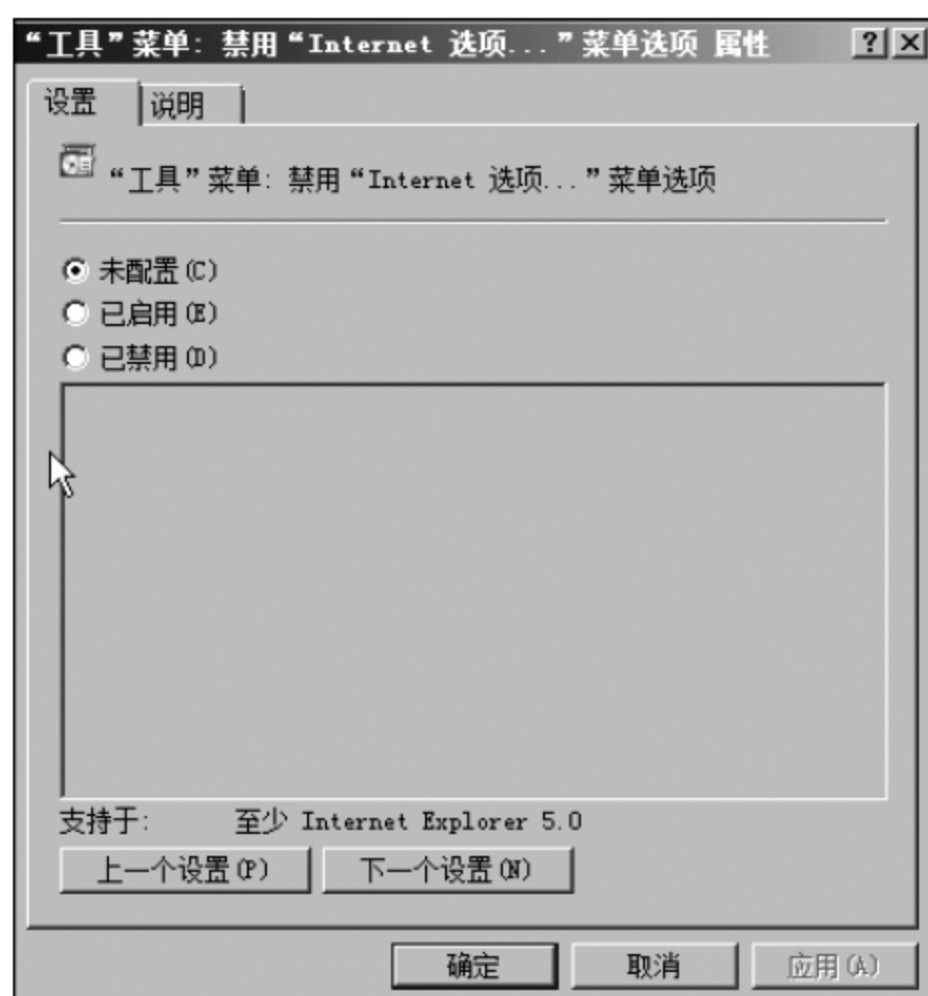 “工具”菜单: 禁用“Internet 选项...”菜单选项 属性
设置 说明
“工具”菜单: 禁用“Internet 选项...”菜单选项
未配置(C)
已启用(E)
已禁用(D)
支持于: 至少 Internet Explorer 5.0
上一个设置(P) 下一个设置(N)
确定 取消 应用(A)